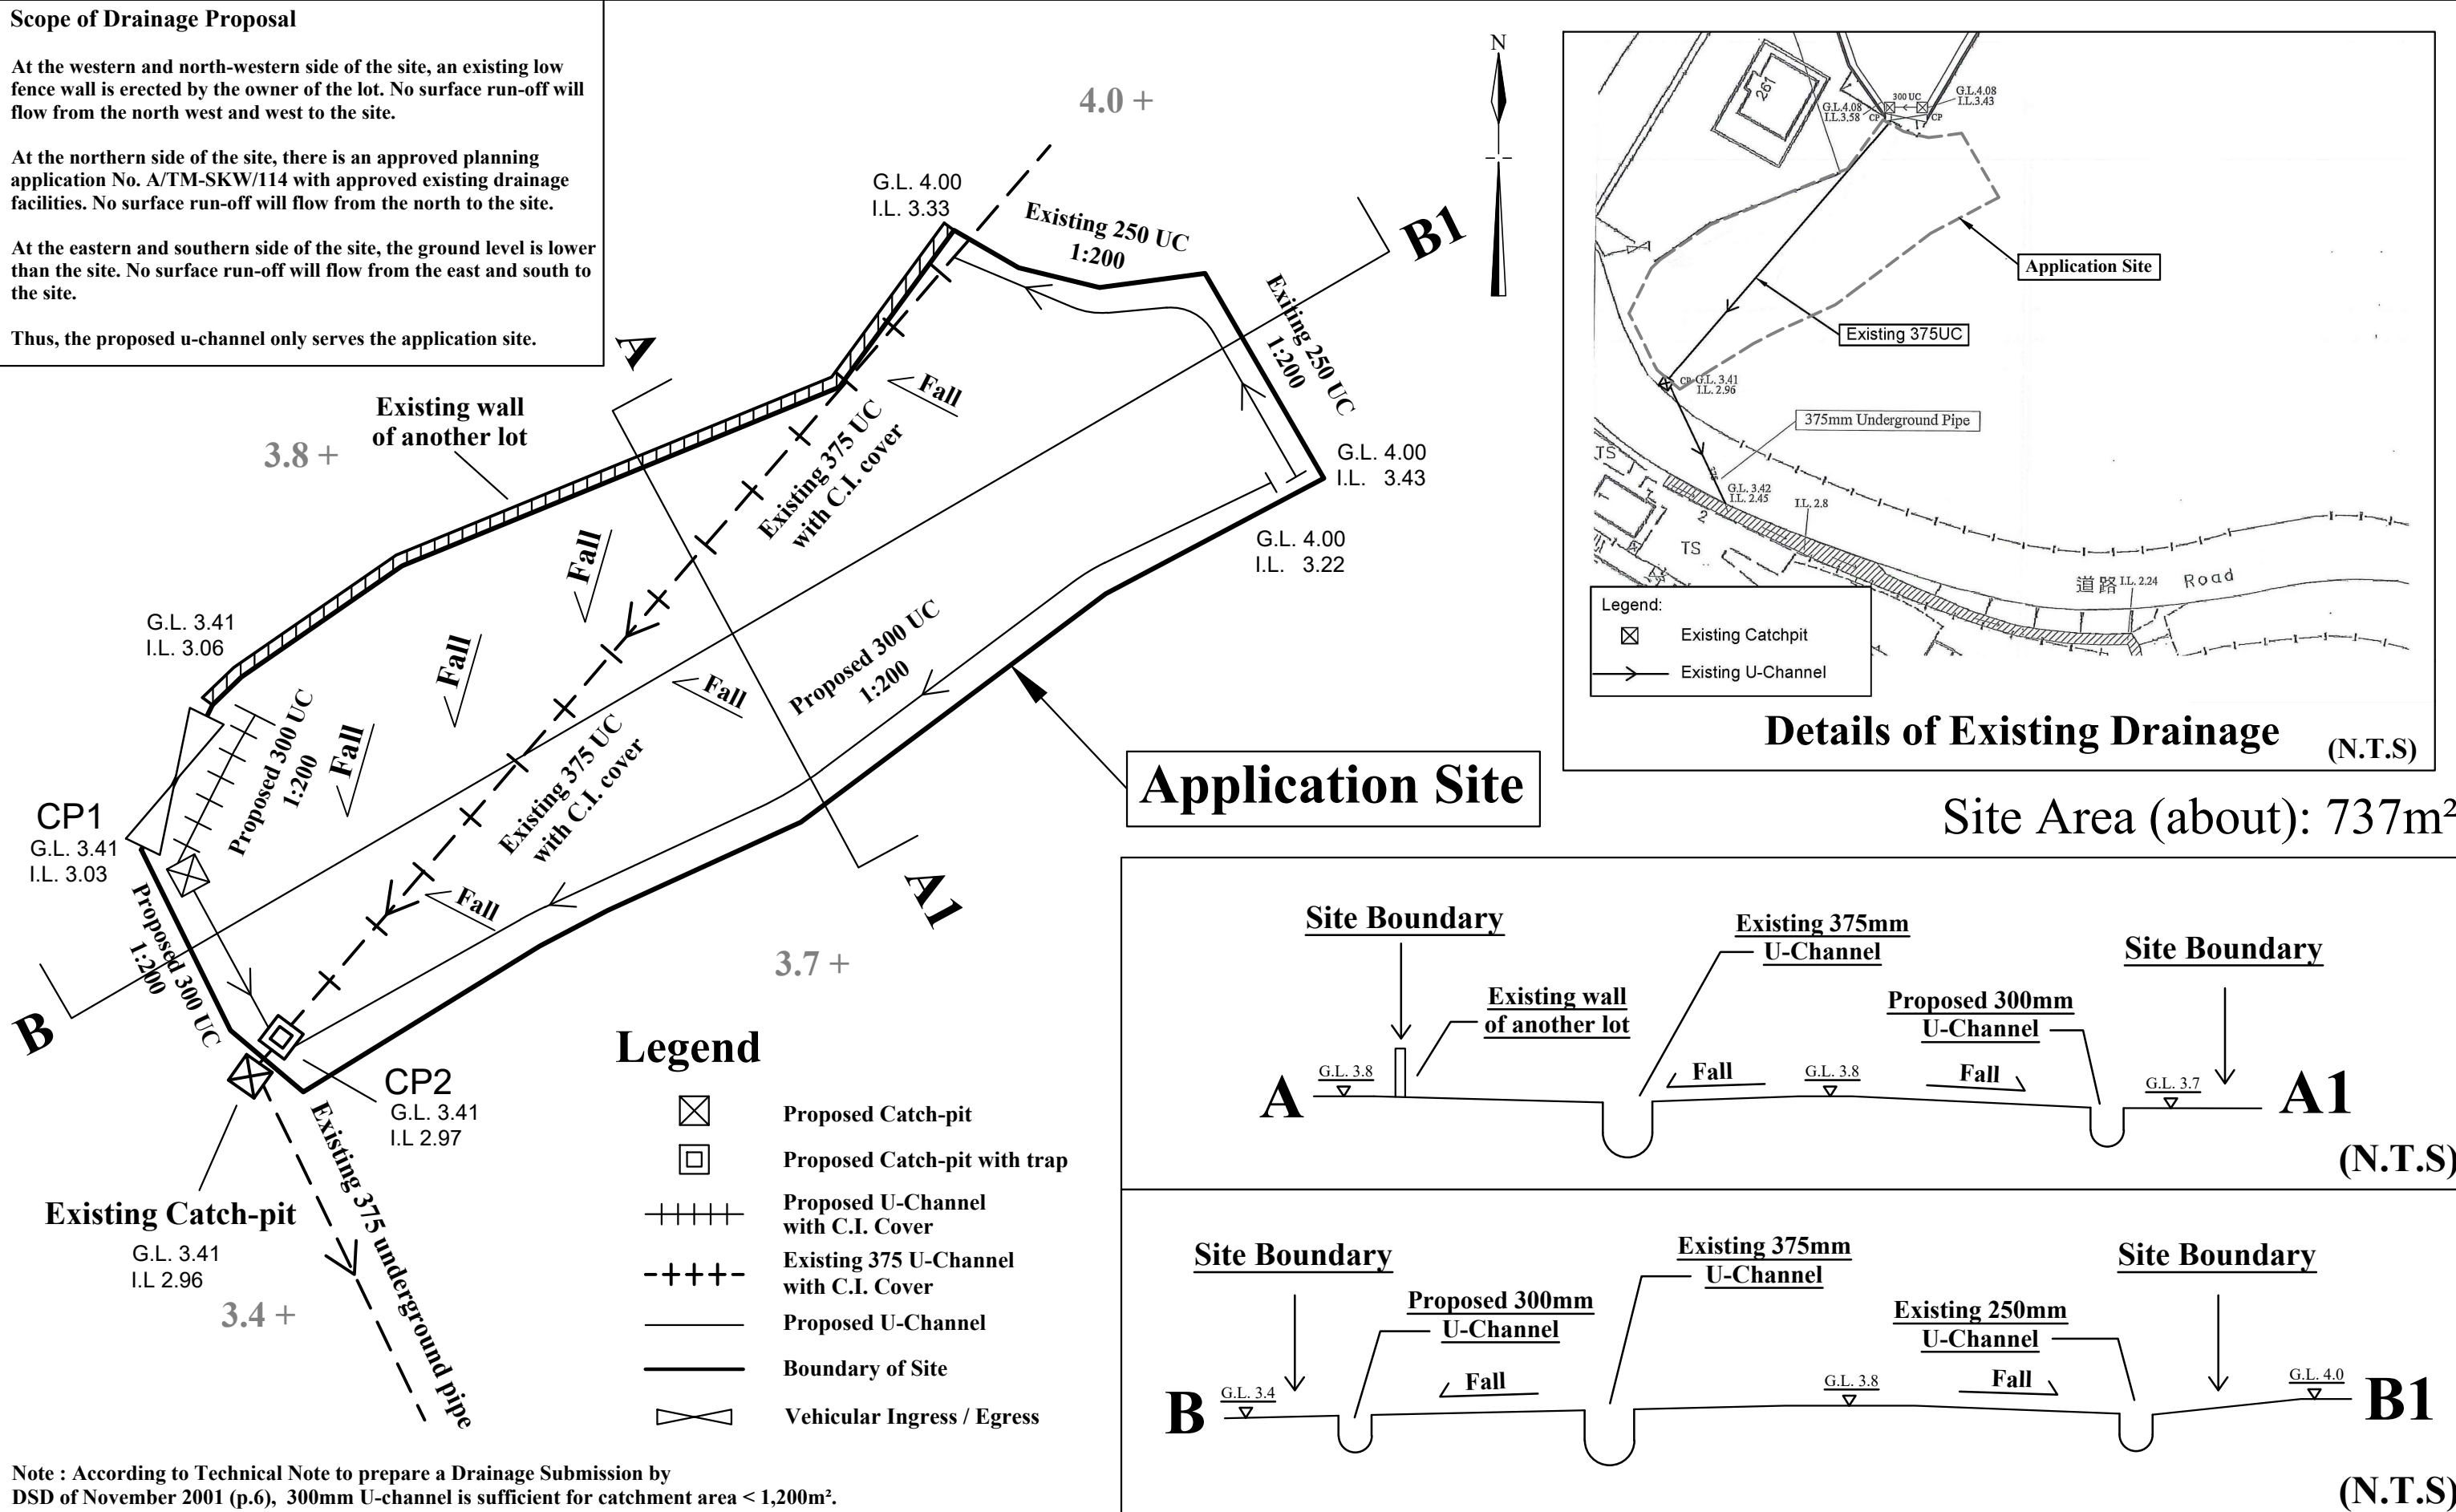 Scope of Drainage Proposal
At the western and north-western side of the site, an existing low
fence wall is erected by the owner of the lot. No surface run-off will
flow from the north west and west to the site.
At the northern side of the site, there is an approved planning
application No. A/TM-SKW/114 with approved existing drainage
facilities. No surface run-off will flow from the north to the site.
At the eastern and southern side of the site, the ground level is lower
than the site. No surface run-off will flow from the east and south to
the site.
Thus, the proposed u-channel only serves the application site.
4.0 +
N
G.L. 4.00
I.L. 3.33
Existing 250 UC
1:200
B1
Exiting 250 UC
1:200
A
Fall
Existing wall
of another lot
3.8 +
Existing 375 UC
with C.I. cover
G.L. 4.00
I.L. 3.43
G.L. 4.00
I.L. 3.22
Fall
G.L. 3.41
I.L. 3.06
Fall
Proposed 300 UC
1:200
Fall
Proposed 300 UC
1:200
Fall
Existing 375 UC
with C.I. cover
Application Site
CP1
G.L. 3.41
I.L. 3.03
Proposed 300 UC
1:200
Fall
A1
3.7 +
B
CP2
G.L. 3.41
I.L 2.97
Existing Catch-pit
G.L. 3.41
I.L 2.96
3.4 +
Existing 375 underground pipe
Legend
Proposed Catch-pit
Proposed Catch-pit with trap
Proposed U-Channel
with C.I. Cover
Existing 375 U-Channel
with C.I. Cover
Proposed U-Channel
Boundary of Site
Vehicular Ingress / Egress
Note : According to Technical Note to prepare a Drainage Submission by
DSD of November 2001 (p.6), 300mm U-channel is sufficient for catchment area < 1,200m².
261
300 UC
G.L.4.08
I.L.3.58
CP
CP
G.L.4.08
I.L.3.43
Application Site
Existing 375UC
CP
G.L. 3.41
I.L. 2.96
375mm Underground Pipe
375
TS
G.L. 3.42
I.L. 2.45
I.L. 2.8
2
TS
道路
I.L. 2.24
Road
Legend:
Existing Catchpit
Existing U-Channel
Details of Existing Drainage
(N.T.S)
Site Area (about): 737m²
Site Boundary
Existing 375mm
U-Channel
Site Boundary
Existing wall
of another lot
Proposed 300mm
U-Channel
G.L. 3.8
Fall
G.L. 3.8
Fall
G.L. 3.7
A
A1
(N.T.S)
Site Boundary
Existing 375mm
U-Channel
Site Boundary
Proposed 300mm
U-Channel
Existing 250mm
U-Channel
G.L. 3.4
Fall
G.L. 3.8
Fall
G.L. 4.0
B
B1
(N.T.S)